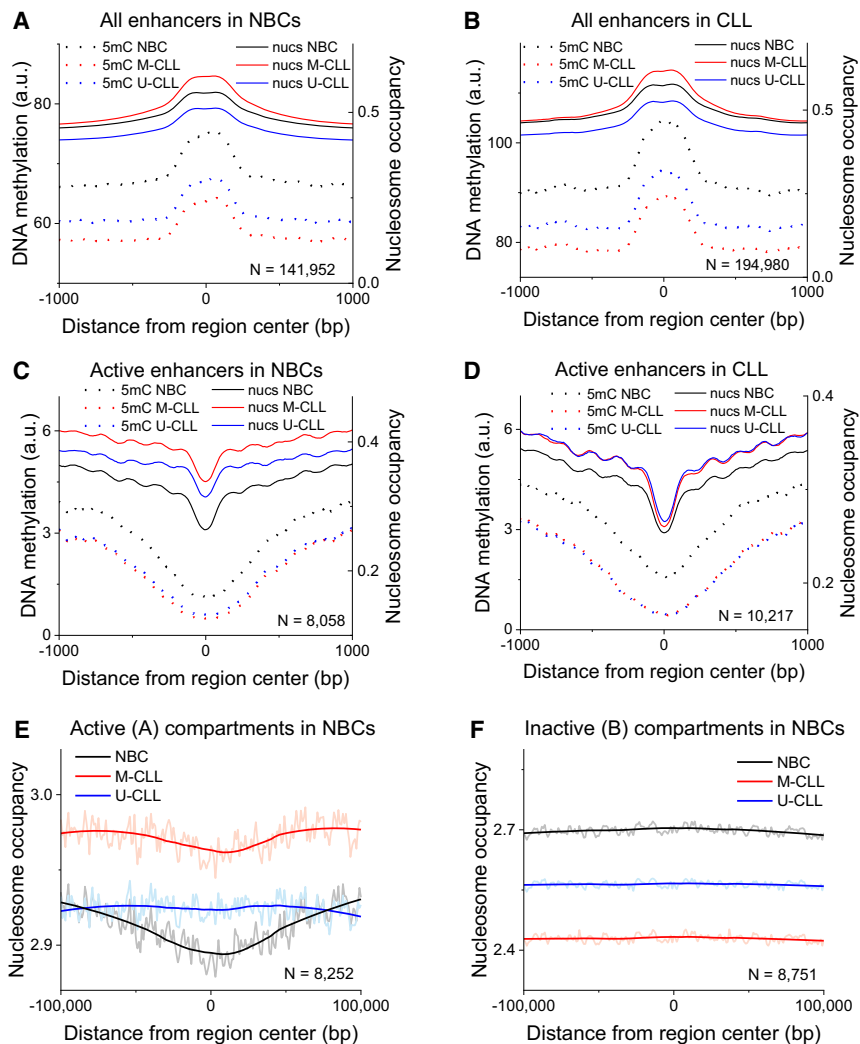 A All enhancers in NBCs
5mC NBC nucs NBC
5mC M-CLL nucs M-CLL
5mC U-CLL nucs U-CLL
DNA methylation (a.u.)
80
60
Nucleosome occupancy
0.5
0.0
N = 141,952
-1000 0 1000
Distance from region center (bp)
B All enhancers in CLL
5mC NBC nucs NBC
5mC M-CLL nucs M-CLL
5mC U-CLL nucs U-CLL
DNA methylation (a.u.)
100
80
Nucleosome occupancy
0.5
0.0
N = 194,980
-1000 0 1000
Distance from region center (bp)
C Active enhancers in NBCs
5mC NBC nucs NBC
5mC M-CLL nucs M-CLL
5mC U-CLL nucs U-CLL
DNA methylation (a.u.)
6
3
0
Nucleosome occupancy
0.4
0.2
N = 8,058
-1000 0 1000
Distance from region center (bp)
D Active enhancers in CLL
5mC NBC nucs NBC
5mC M-CLL nucs M-CLL
5mC U-CLL nucs U-CLL
DNA methylation (a.u.)
6
3
0
Nucleosome occupancy
0.4
0.2
N = 10,217
-1000 0 1000
Distance from region center (bp)
E Active (A) compartments in NBCs
NBC
M-CLL
U-CLL
Nucleosome occupancy
3.0
2.9
N = 8,252
-100,000 0 100,000
Distance from region center (bp)
F Inactive (B) compartments in NBCs
NBC
M-CLL
U-CLL
Nucleosome occupancy
2.7
2.4
N = 8,751
-100,000 0 100,000
Distance from region center (bp)